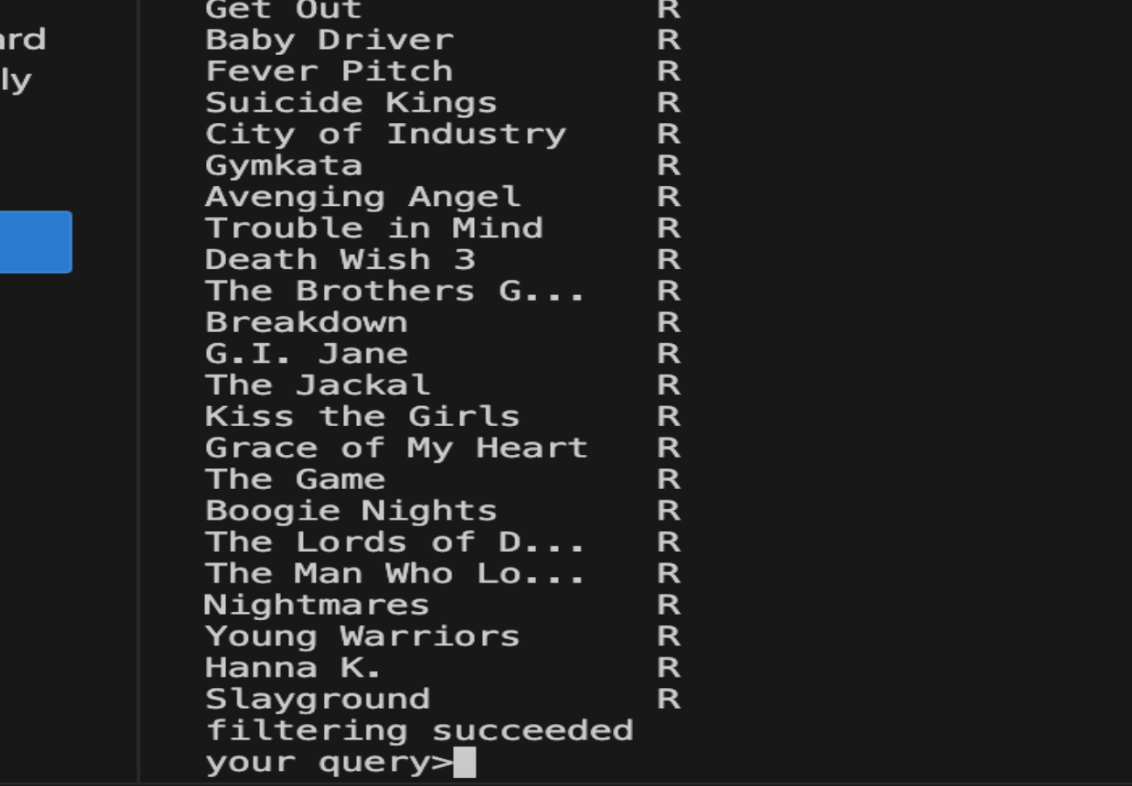 ard
ly
Get Out R
Baby Driver R
Fever Pitch R
Suicide Kings R
City of Industry R
Gymkata R
Avenging Angel R
Trouble in Mind R
Death Wish 3 R
The Brothers G... R
Breakdown R
G.I. Jane R
The Jackal R
Kiss the Girls R
Grace of My Heart R
The Game R
Boogie Nights R
The Lords of D... R
The Man Who Lo... R
Nightmares R
Young Warriors R
Hanna K. R
Slayground R
filtering succeeded
your query>